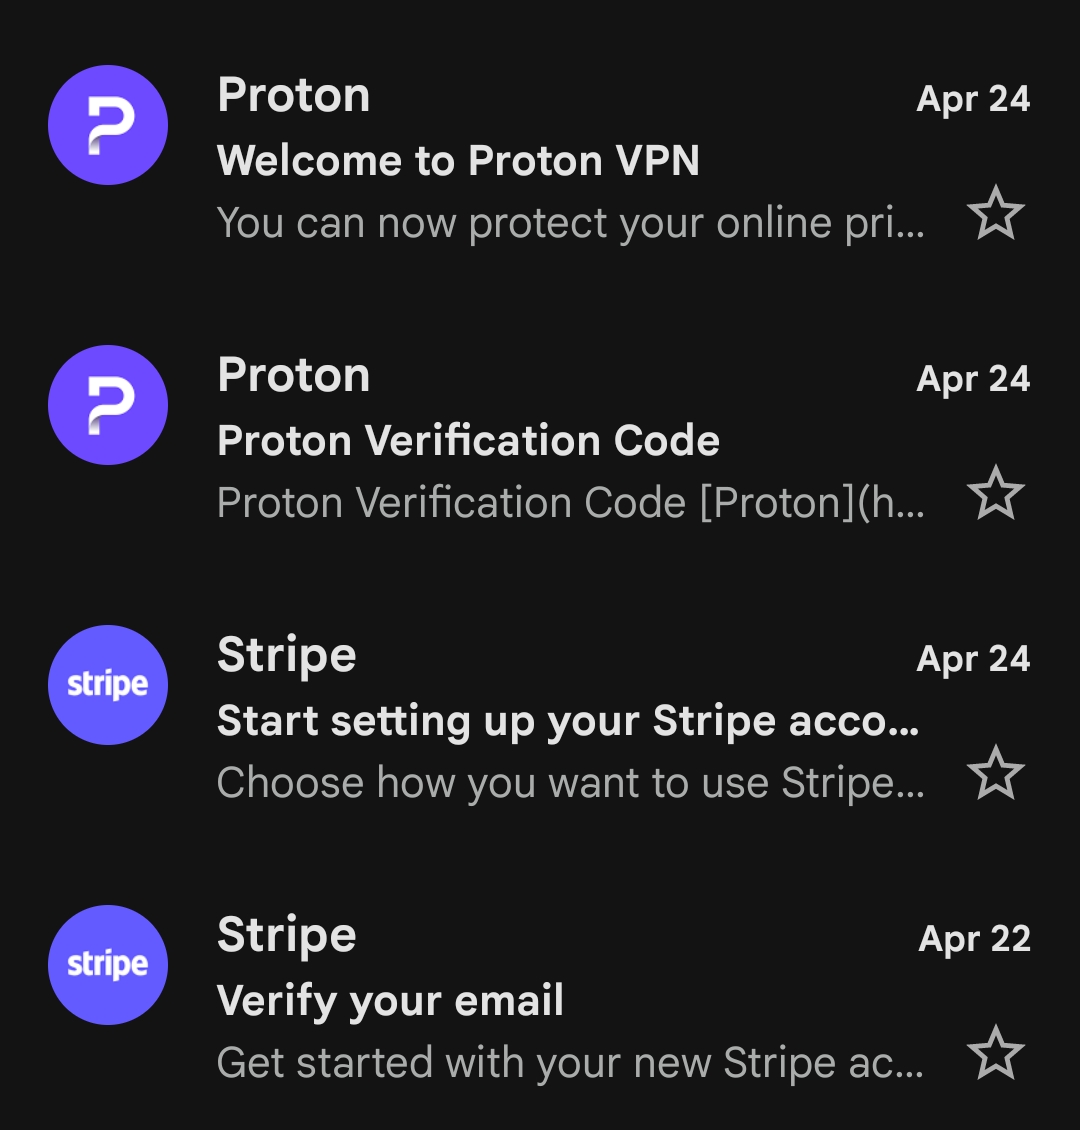 Proton
Apr 24
Welcome to Proton VPN
You can now protect your online pri...
Proton
Apr 24
Proton Verification Code
Proton Verification Code [Proton](h...
stripe
Stripe
Apr 24
Start setting up your Stripe acco...
Choose how you want to use Stripe...
stripe
Stripe
Apr 22
Verify your email
Get started with your new Stripe ac...